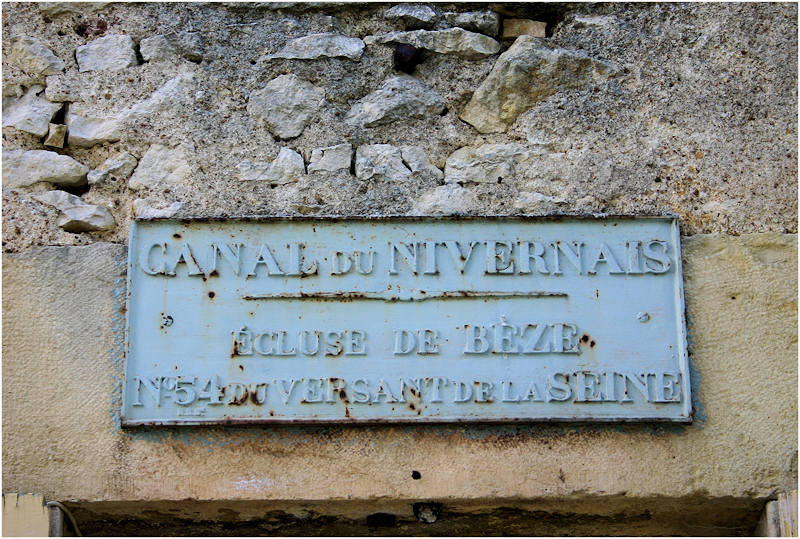 CANAL DU NIVERNAIS
ÉCLUSE DE BÈZE
No 54 DU VERSANT DE LA SEINE